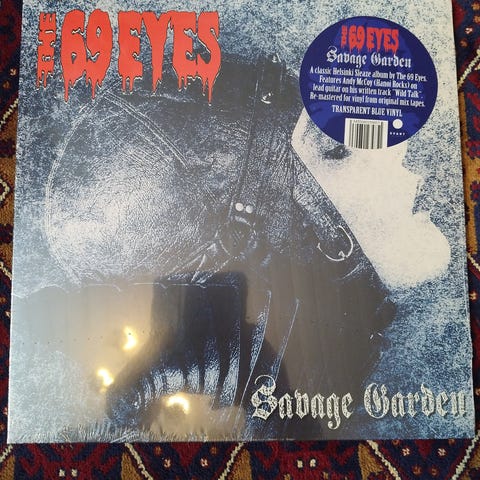 THE 69 EYES
THE 69 EYES
Savage Garden
A classic Helsinki Sleaze album by The 69 Eyes.
Features Andy McCoy (Hanoi Rocks) on
lead guitar on his written track "Wild Talk".
Re-mastered for vinyl from original mix tapes.
TRANSPARENT BLUE VINYL
Savage Garden